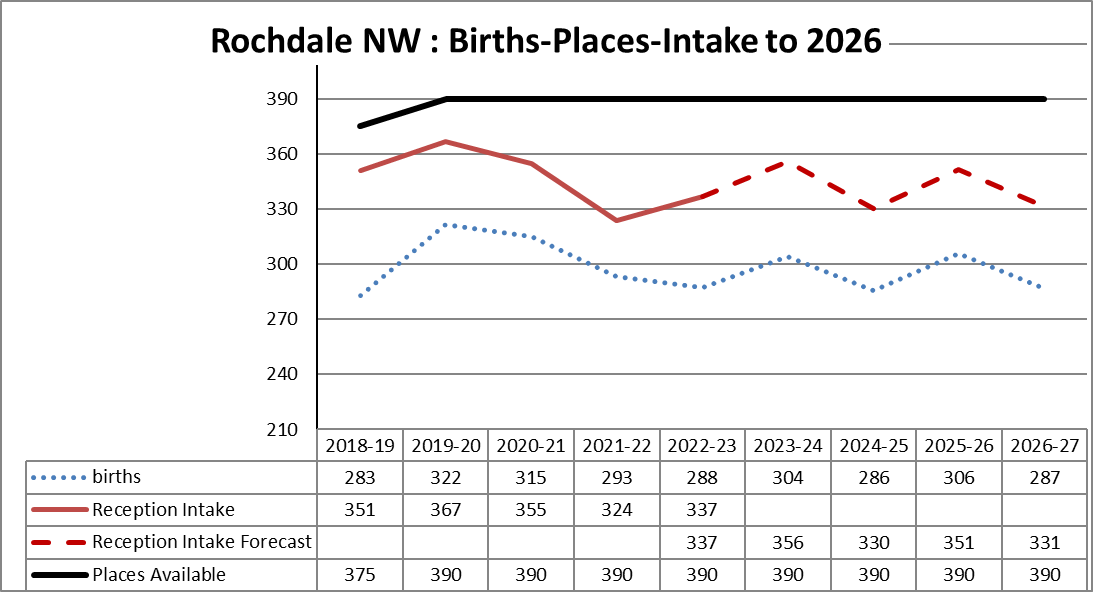 Rochdale NW : Births-Places-Intake to 2026
390
360
330
300
270
240
210
2018-19 2019-20 2020-21 2021-22 2022-23 2023-24 2024-25 2025-26 2026-27
births 283 322 315 293 288 304 286 306 287
Reception Intake 351 367 355 324 337
Reception Intake Forecast 337 356 330 351 331
Places Available 375 390 390 390 390 390 390 390 390